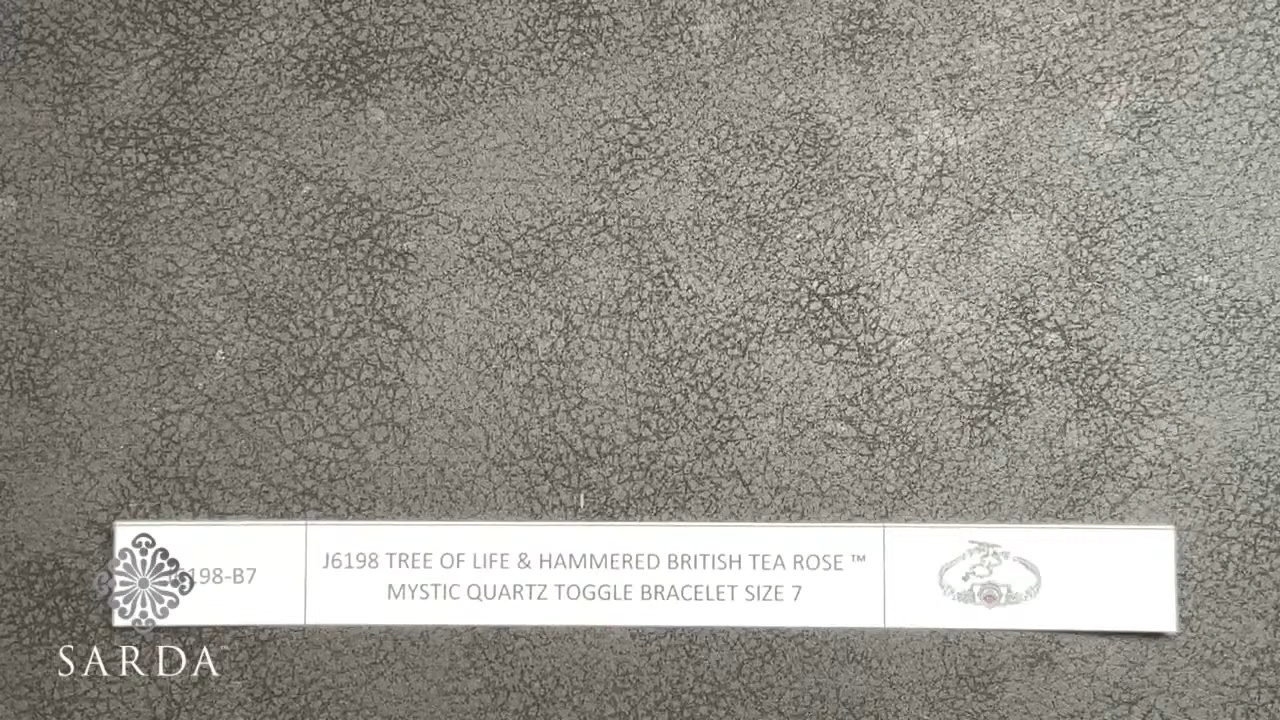 198-B7
J6198 TREE OF LIFE & HAMMERED BRITISH TEA ROSE ™
MYSTIC QUARTZ TOGGLE BRACELET SIZE 7
SARDA